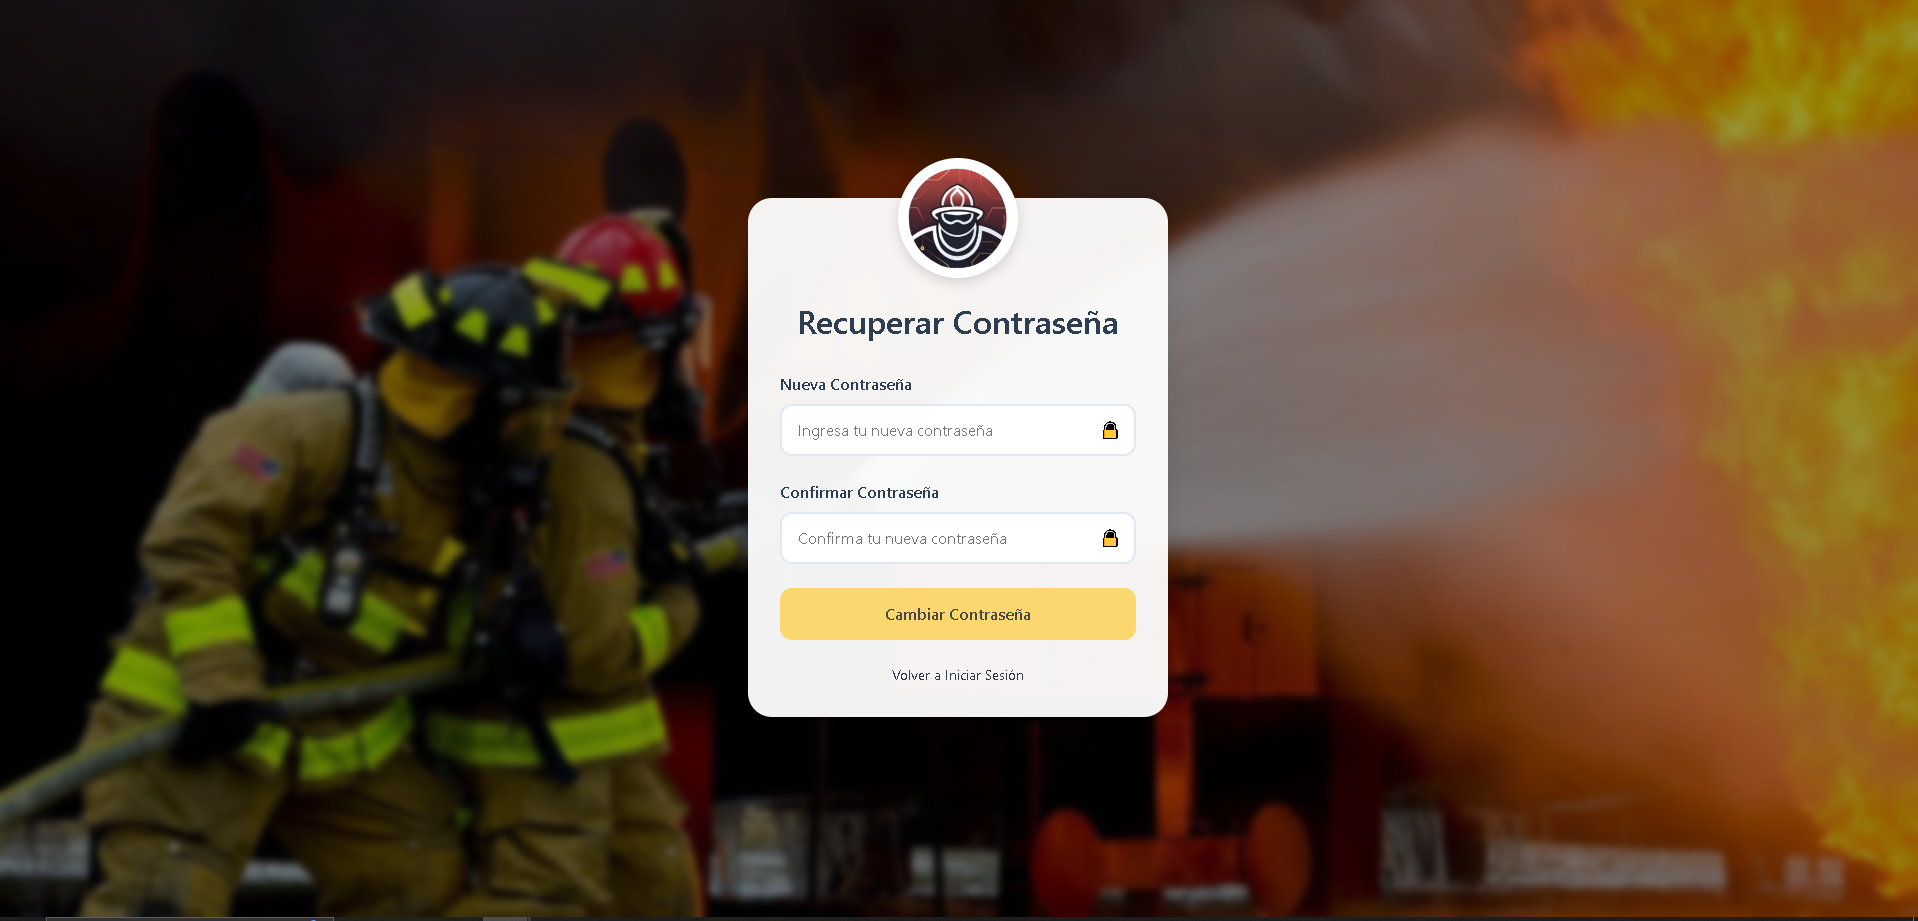 Recuperar Contraseña
Nueva Contraseña
Ingresa tu nueva contraseña
Confirmar Contraseña
Confirma tu nueva contraseña
Cambiar Contraseña
Volver a Iniciar Sesión